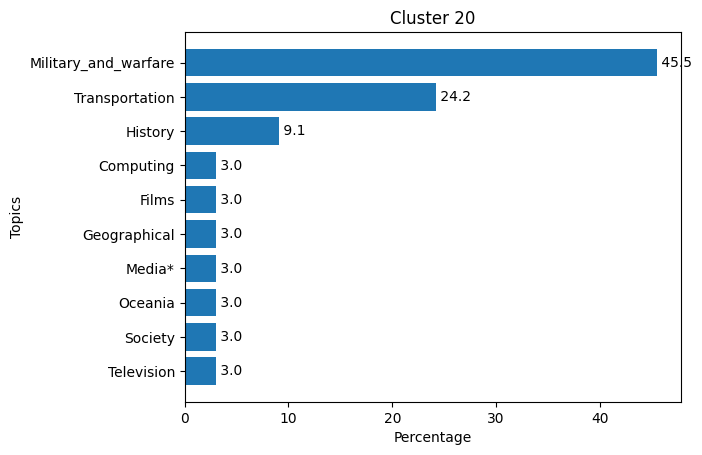 Cluster 20
Topics
Military_and_warfare 45.5
Transportation 24.2
History 9.1
Computing 3.0
Films 3.0
Geographical 3.0
Media* 3.0
Oceania 3.0
Society 3.0
Television 3.0
0 10 20 30 40
Percentage